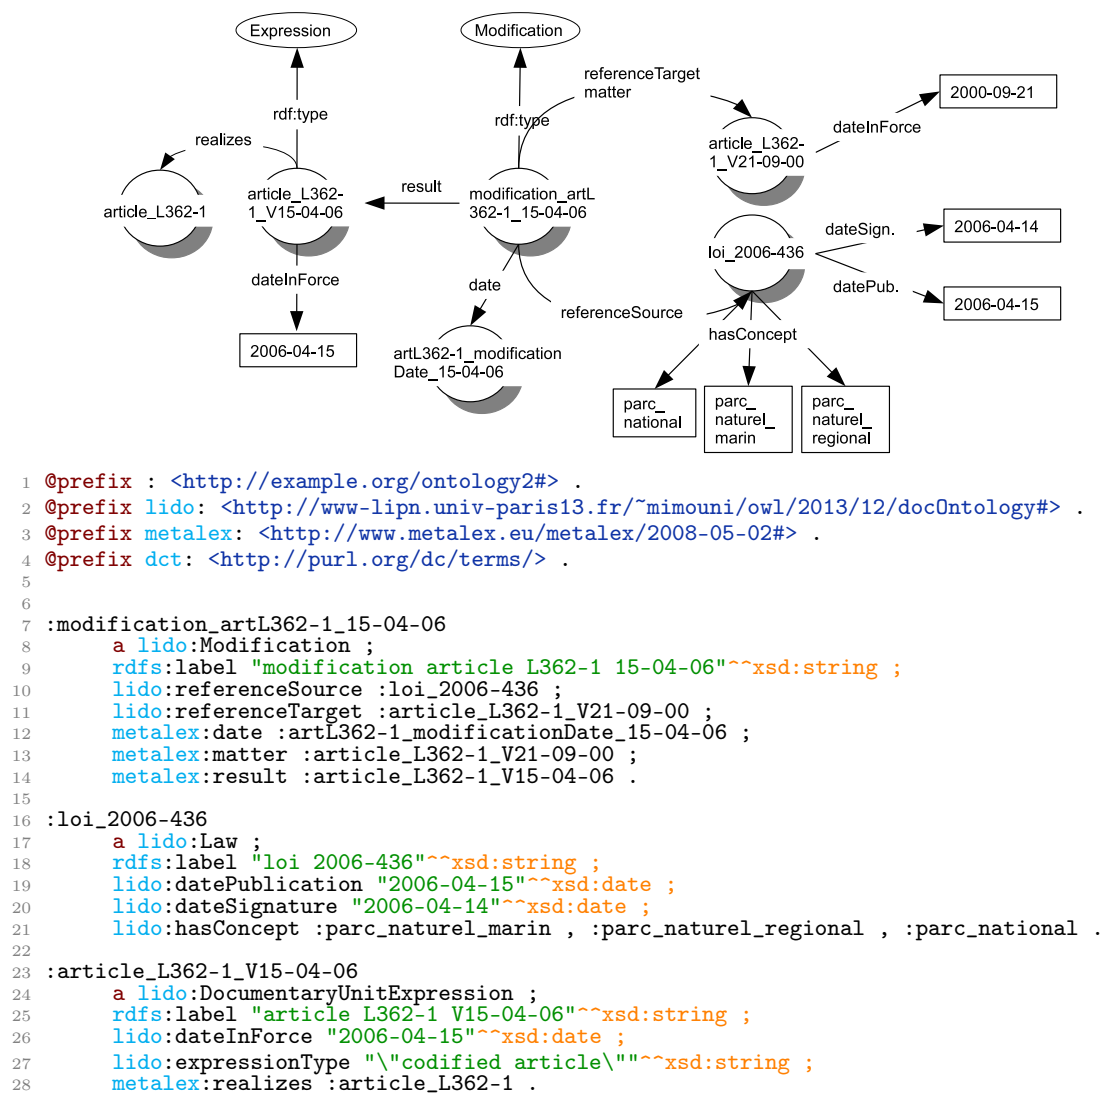 Expression
Modification
referenceTarget
matter
2000-09-21
rdf:type
rdf:type
dateInForce
realizes
article_L362-
1_V21-09-00
article_L362-1
article_L362-
1_V15-04-06
result
modification_artL
362-1_15-04-06
dateSign.
2006-04-14
loi_2006-436
dateInForce
date
datePub.
2006-04-15
referenceSource
hasConcept
2006-04-15
artL362-1_modification
Date_15-04-06
parc_
national
parc_
naturel_
marin
parc_
naturel_
regional
1 @prefix : <http://example.org/ontology2#> .
2 @prefix lido: <http://www-lipn.univ-paris13.fr/~mimouni/owl/2013/12/docOntology#> .
3 @prefix metalex: <http://www.metalex.eu/metalex/2008-05-02#> .
4 @prefix dct: <http://purl.org/dc/terms/> .
5
6
7 :modification_artL362-1_15-04-06
8 a lido:Modification ;
9 rdfs:label "modification article L362-1 15-04-06"^^xsd:string ;
10 lido:referenceSource :loi_2006-436 ;
11 lido:referenceTarget :article_L362-1_V21-09-00 ;
12 metalex:date :artL362-1_modificationDate_15-04-06 ;
13 metalex:matter :article_L362-1_V21-09-00 ;
14 metalex:result :article_L362-1_V15-04-06 .
15
16 :loi_2006-436
17 a lido:Law ;
18 rdfs:label "loi 2006-436"^^xsd:string ;
19 lido:datePublication "2006-04-15"^^xsd:date ;
20 lido:dateSignature "2006-04-14"^^xsd:date ;
21 lido:hasConcept :parc_naturel_marin , :parc_naturel_regional , :parc_national .
22
23 :article_L362-1_V15-04-06
24 a lido:DocumentaryUnitExpression ;
25 rdfs:label "article L362-1 V15-04-06"^^xsd:string ;
26 lido:dateInForce "2006-04-15"^^xsd:date ;
27 lido:expressionType "\"codified article\""^^xsd:string ;
28 metalex:realizes :article_L362-1 .